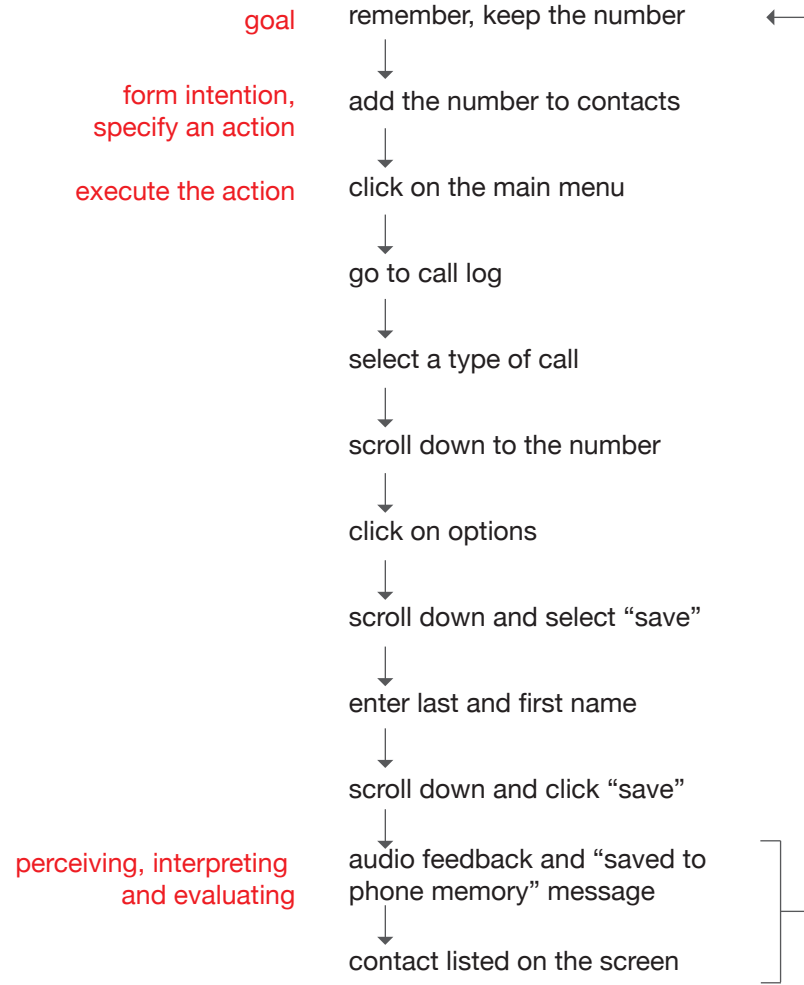 goal
remember, keep the number
form intention,
specify an action
add the number to contacts
execute the action
click on the main menu
go to call log
select a type of call
scroll down to the number
click on options
scroll down and select “save”
enter last and first name
scroll down and click “save”
perceiving, interpreting
and evaluating
audio feedback and “saved to
phone memory” message
contact listed on the screen